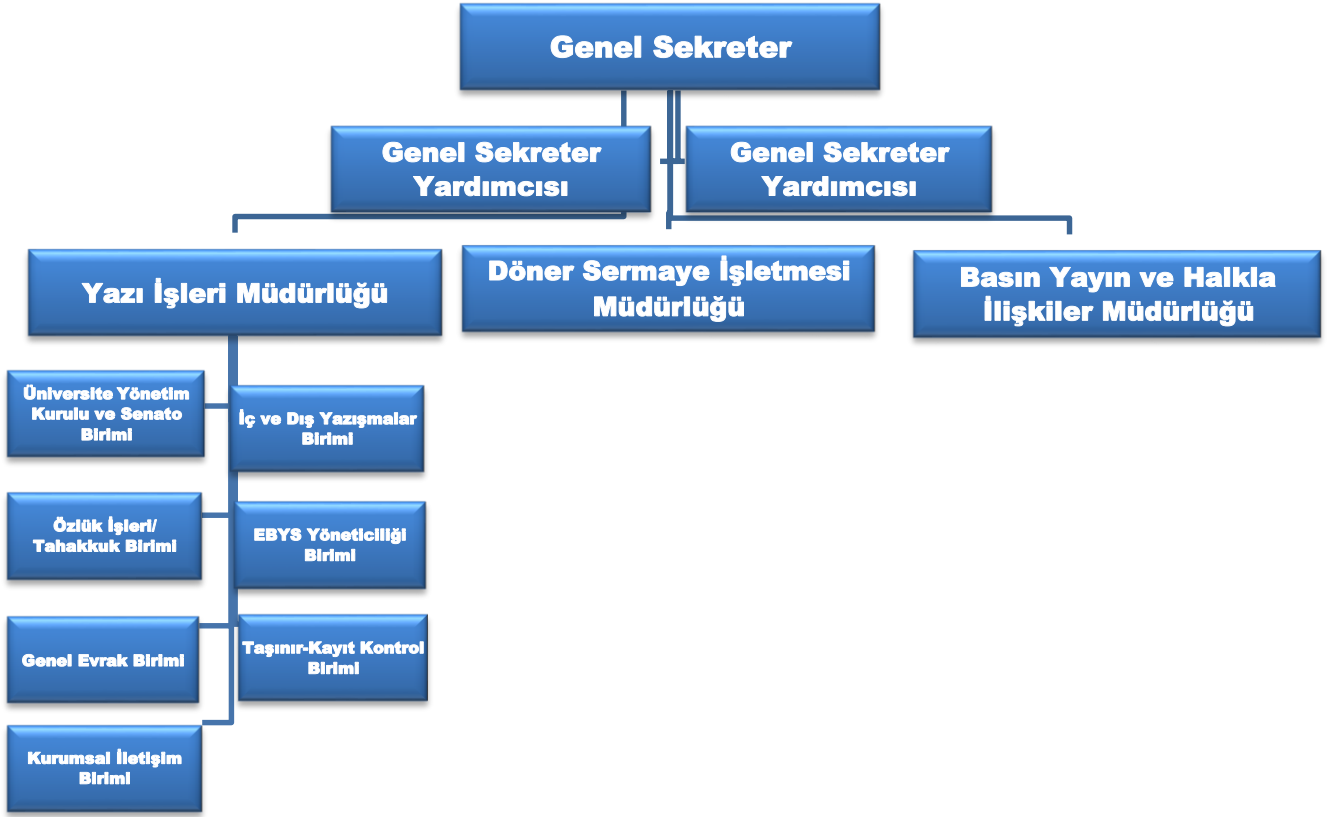 Genel Sekreter
Genel Sekreter
Yardımcısı
Genel Sekreter
Yardımcısı
Yazı İşleri Müdürlüğü
Döner Sermaye İşletmesi
Müdürlüğü
Basın Yayın ve Halkla
İlişkiler Müdürlüğü
Üniversite Yönetim
Kurulu ve Senato
Birimi
İç ve Dış Yazışmalar
Birimi
Özlük İşleri/
Tahakkuk Birimi
EBYS Yöneticiliği
Birimi
Genel Evrak Birimi
Taşınır-Kayıt Kontrol
Birimi
Kurumsal İletişim
Birimi